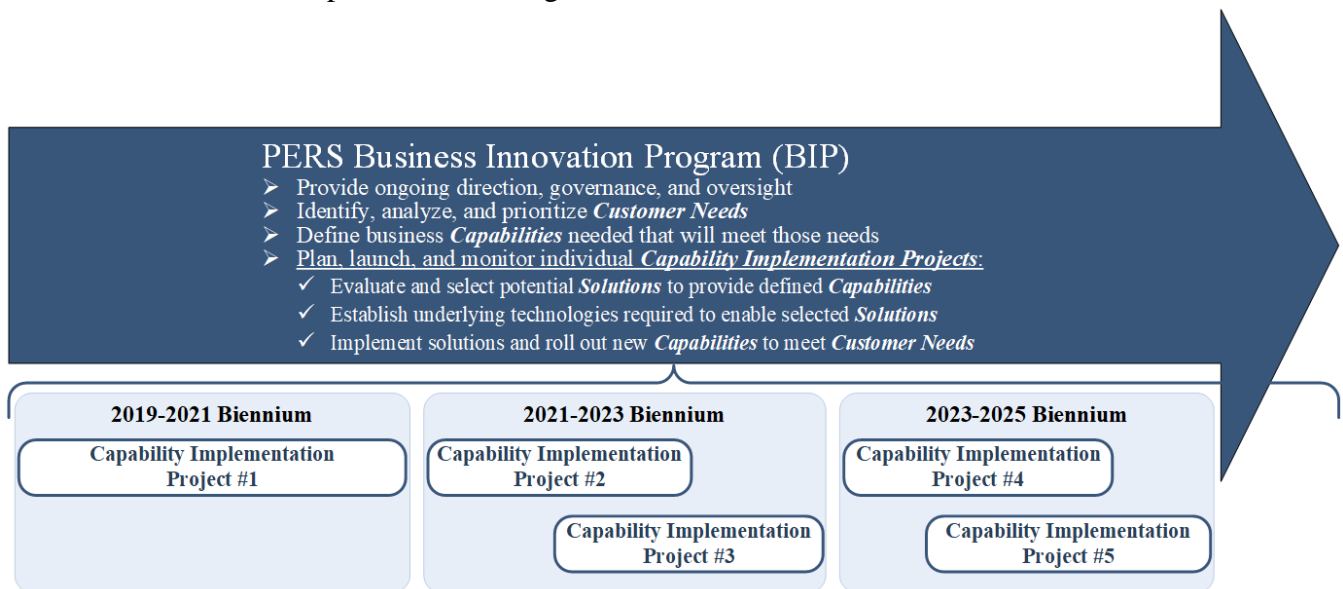 PERS Business Innovation Program (BIP)
➢ Provide ongoing direction, governance, and oversight
➢ Identify, analyze, and prioritize Customer Needs
➢ Define business Capabilities needed that will meet those needs
➢ Plan, launch, and monitor individual Capability Implementation Projects:
✓ Evaluate and select potential Solutions to provide defined Capabilities
✓ Establish underlying technologies required to enable selected Solutions
✓ Implement solutions and roll out new Capabilities to meet Customer Needs
2019-2021 Biennium
Capability Implementation
Project #1
2021-2023 Biennium
Capability Implementation
Project #2
Capability Implementation
Project #3
2023-2025 Biennium
Capability Implementation
Project #4
Capability Implementation
Project #5